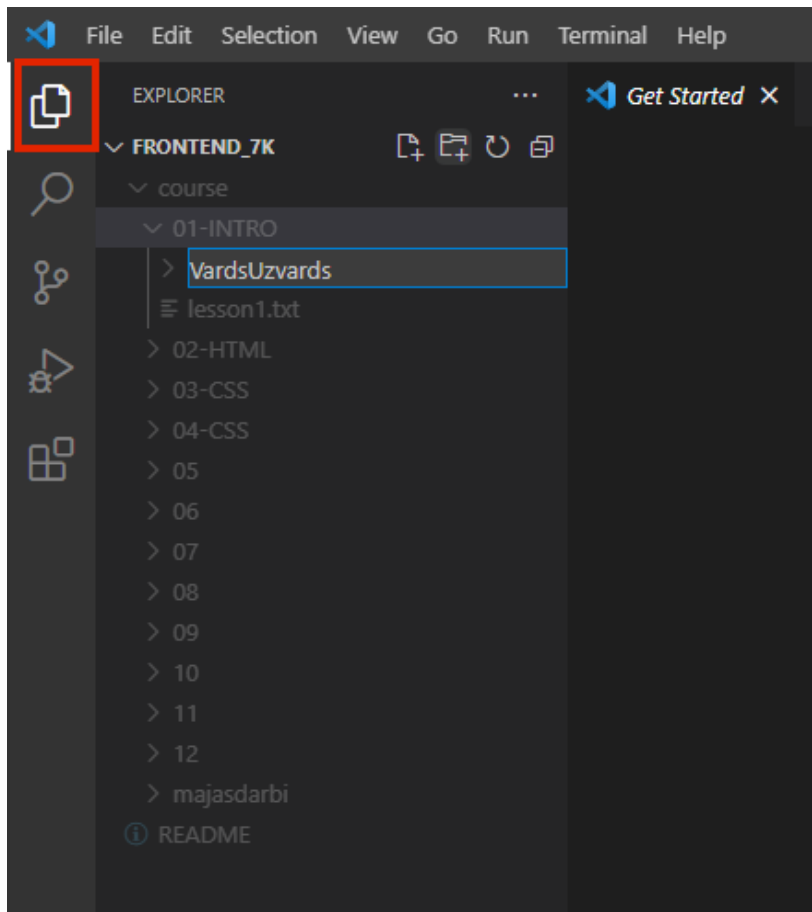 File Edit Selection View Go Run Terminal Help
EXPLORER
Get Started
FRONTEND_7K
course
01-INTRO
VardsUzvards
lesson1.txt
02-HTML
03-CSS
04-CSS
05
06
07
08
09
10
11
12
majasdarbi
README